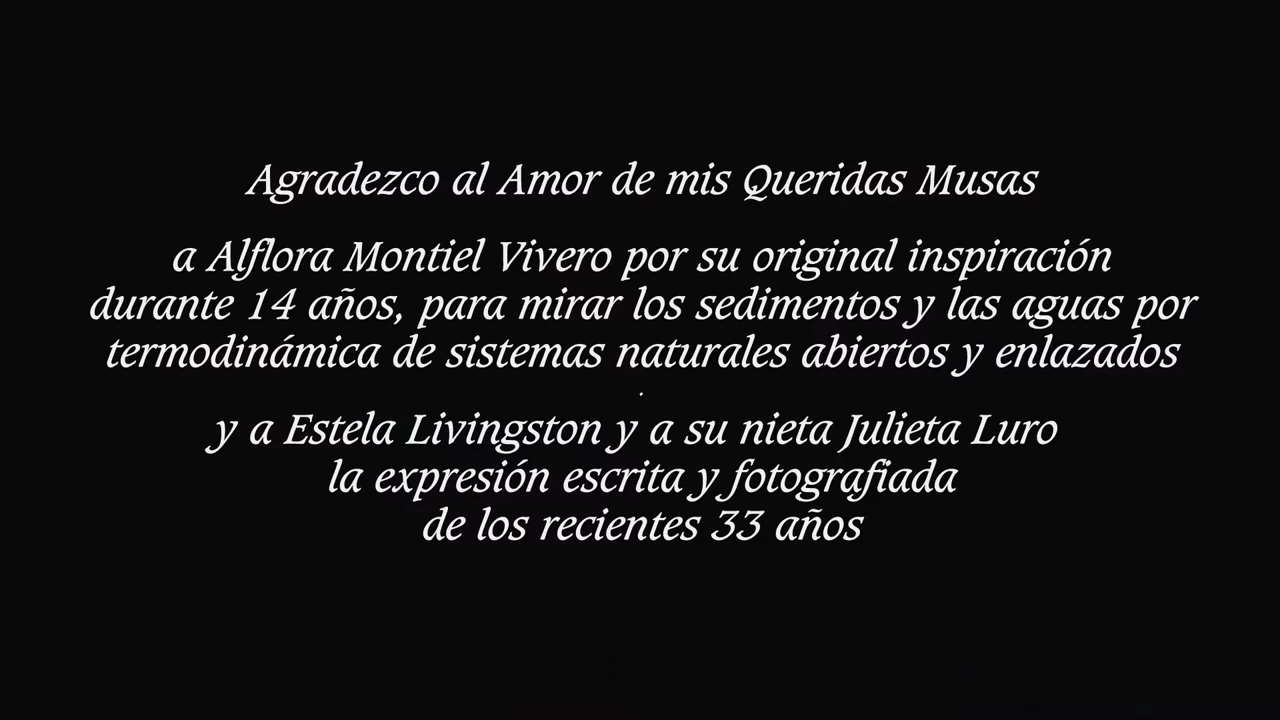 Agradezco al Amor de mis Queridas Musas
a Alflora Montiel Vivero por su original inspiración
durante 14 años, para mirar los sedimentos y las aguas por
termodinámica de sistemas naturales abiertos y enlazados
.
y a Estela Livingston y a su nieta Julieta Luro
la expresión escrita y fotografiada
de los recientes 33 años